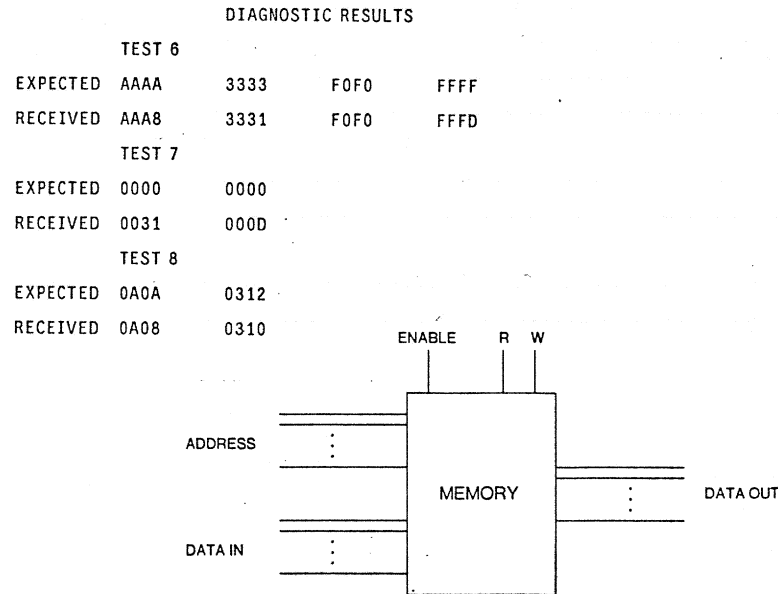 DIAGNOSTIC RESULTS
TEST 6
EXPECTED AAAA 3333 F0F0 FFFF
RECEIVED AAA8 3331 F0F0 FFFD
TEST 7
EXPECTED 0000 0000
RECEIVED 0031 000D
TEST 8
EXPECTED 0A0A 0312
RECEIVED 0A08 0310
ENABLE R W
ADDRESS
MEMORY
DATA OUT
DATA IN